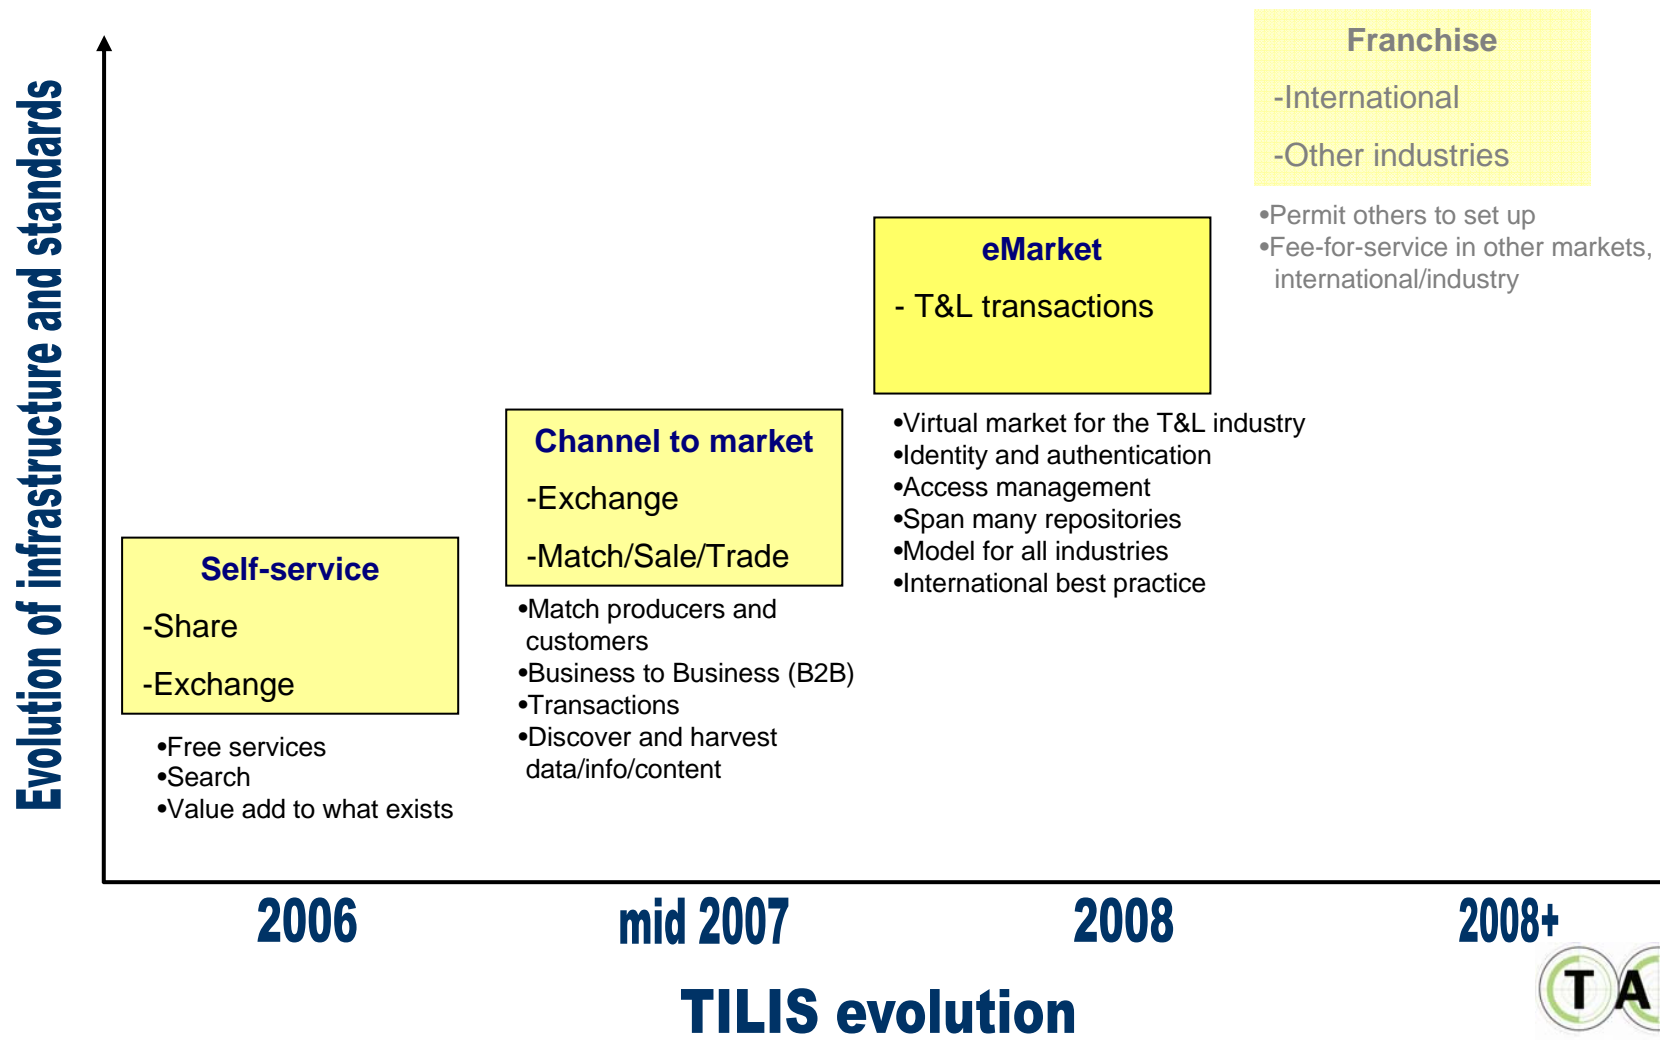 Evolution of infrastructure and standards
Self-service
-Share
-Exchange
•Free services
•Search
•Value add to what exists
Channel to market
-Exchange
-Match/Sale/Trade
•Match producers and
customers
•Business to Business (B2B)
•Transactions
•Discover and harvest
data/info/content
eMarket
- T&L transactions
•Virtual market for the T&L industry
•Identity and authentication
•Access management
•Span many repositories
•Model for all industries
•International best practice
Franchise
-International
-Other industries
•Permit others to set up
•Fee-for-service in other markets,
international/industry
2006
mid 2007
2008
2008+
TILIS evolution
TA